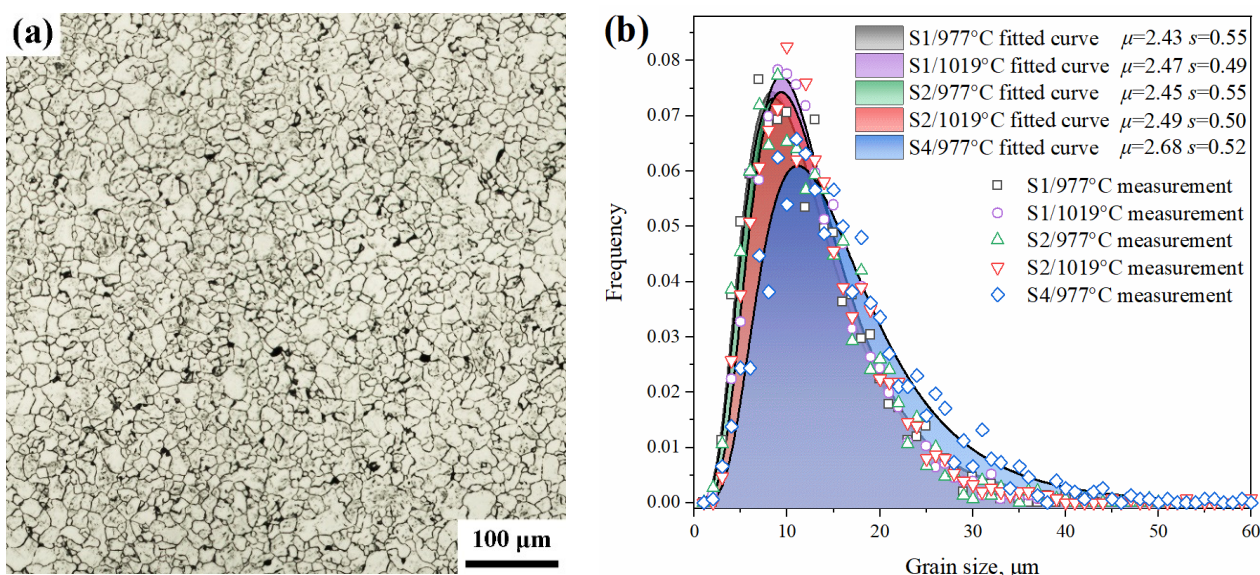 (a)
100 μm
(b)
S1/977°C fitted curve μ=2.43 s=0.55
S1/1019°C fitted curve μ=2.47 s=0.49
S2/977°C fitted curve μ=2.45 s=0.55
S2/1019°C fitted curve μ=2.49 s=0.50
S4/977°C fitted curve μ=2.68 s=0.52
S1/977°C measurement
S1/1019°C measurement
S2/977°C measurement
S2/1019°C measurement
S4/977°C measurement
Frequency
0.08
0.07
0.06
0.05
0.04
0.03
0.02
0.01
0.00
0 10 20 30 40 50 60
Grain size, μm